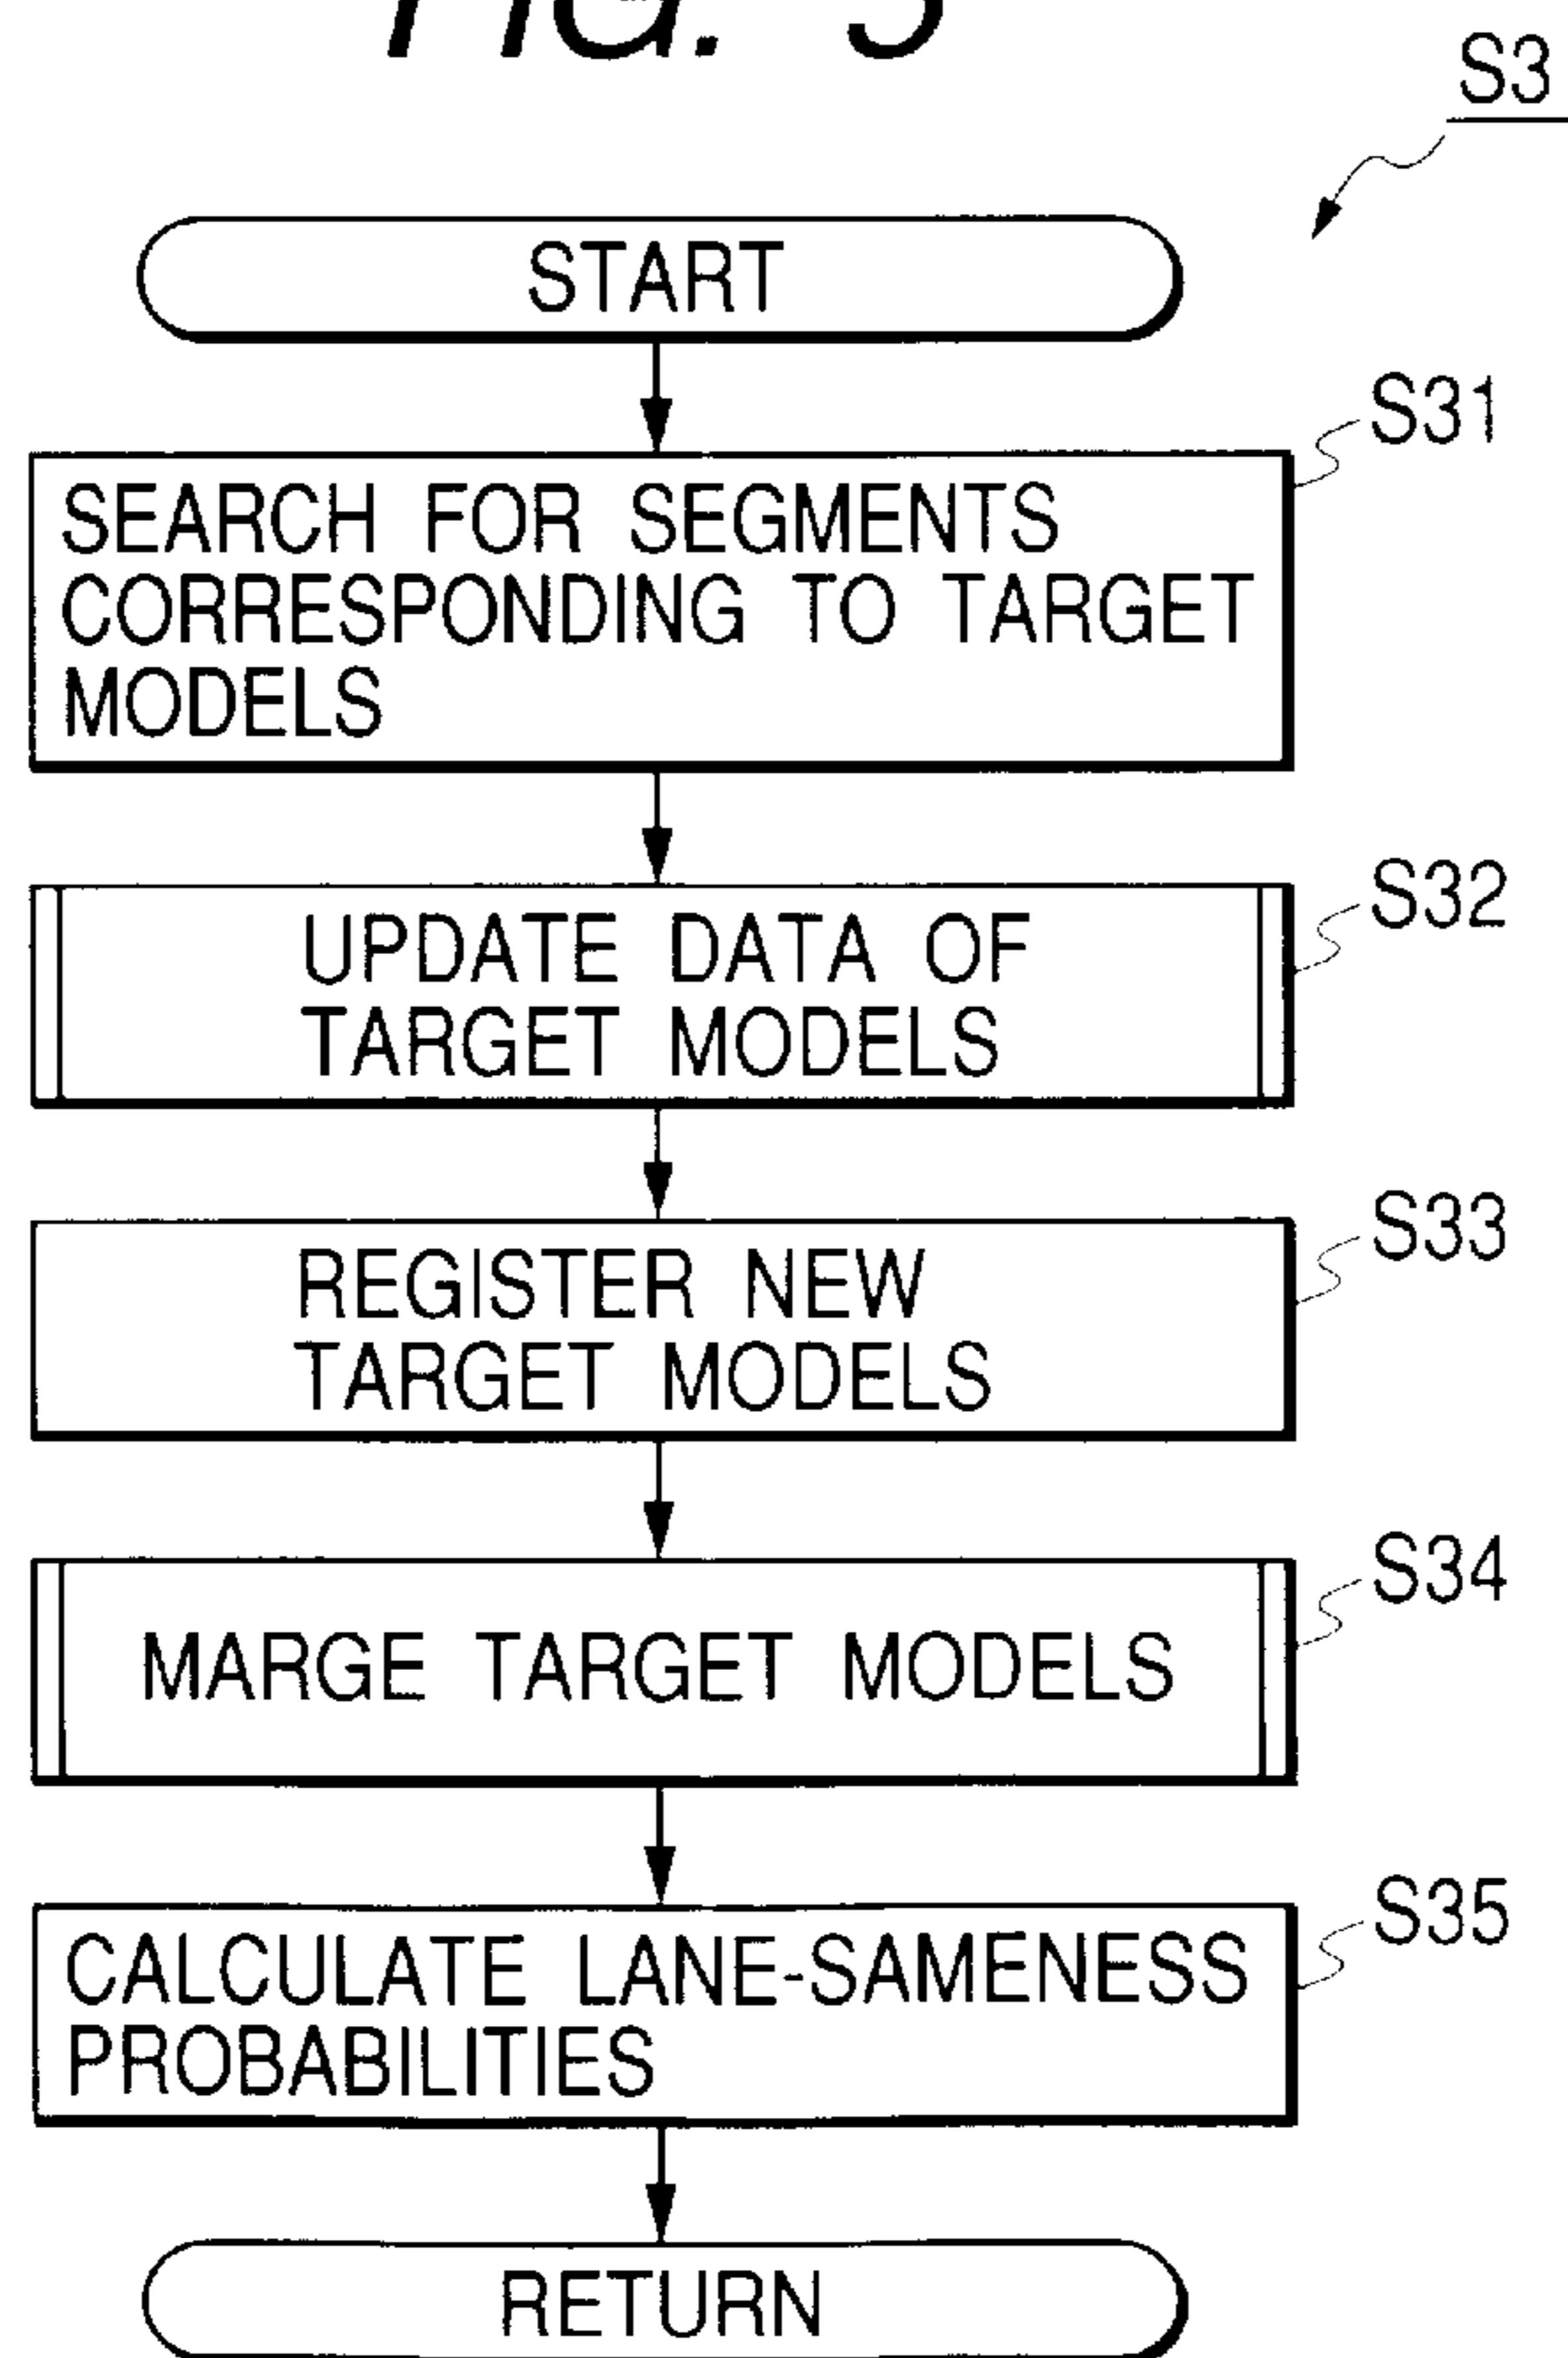 FIG.
S3
START
S31
SEARCH FOR SEGMENTS
CORRESPONDING TO TARGET
MODELS
S32
UPDATE DATA OF
TARGET MODELS
S33
REGISTER NEW
TARGET MODELS
S34
MARGE TARGET MODELS
S35
CALCULATE LANE-SAMENESS
PROBABILITIES
RETURN